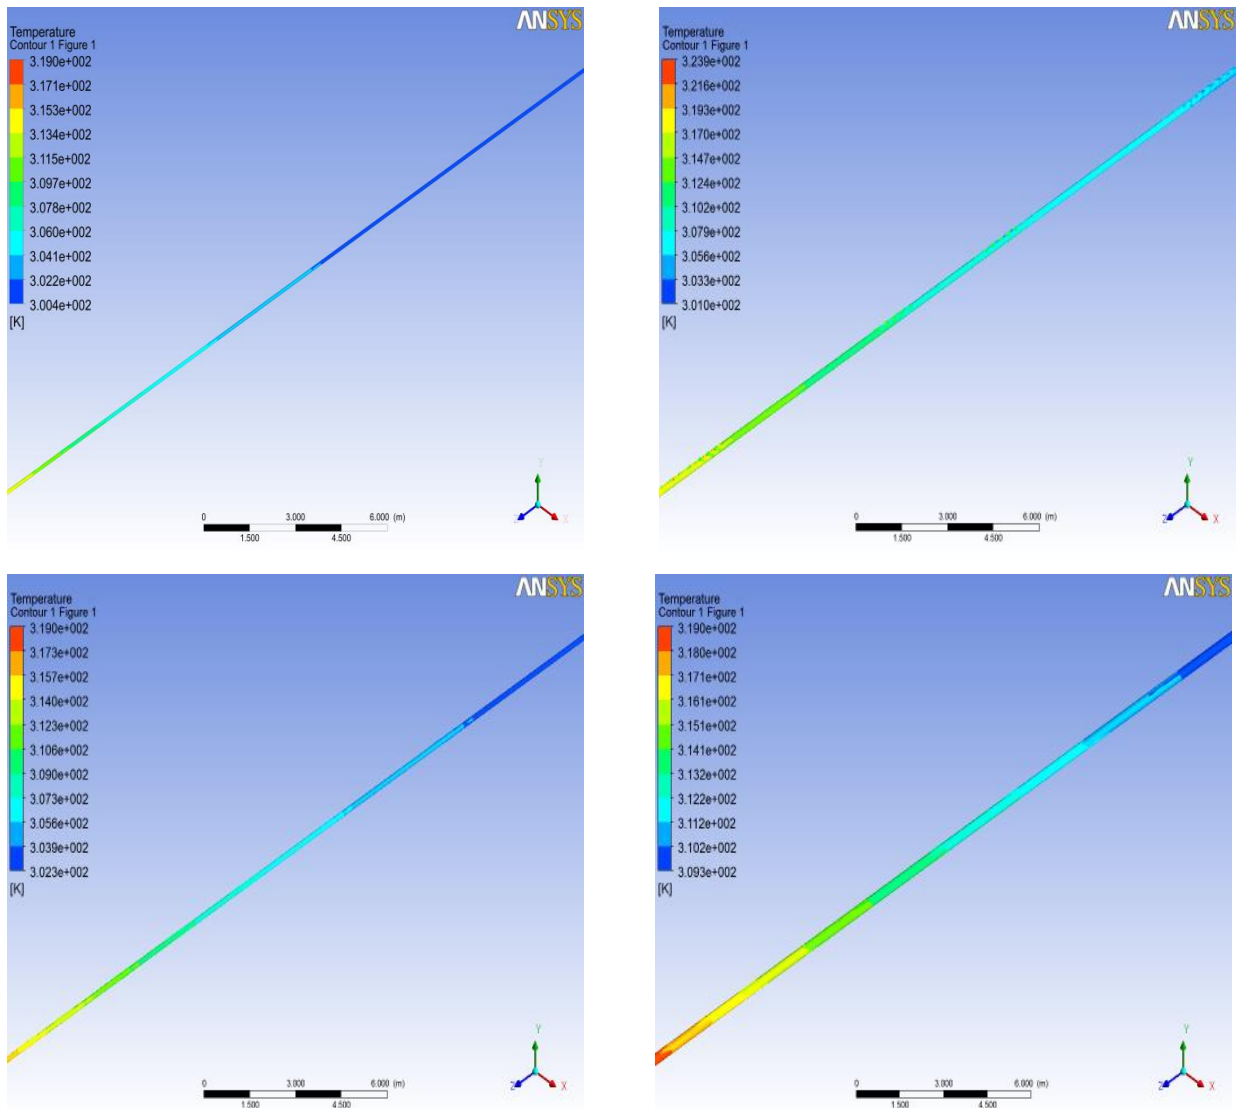 ANSYS
Temperature
Contour 1 Figure 1
3.190e+002
3.171e+002
3.153e+002
3.134e+002
3.115e+002
3.097e+002
3.078e+002
3.060e+002
3.041e+002
3.022e+002
3.004e+002
[K]
Y
Z X
0 3.000 6.000 (m)
1.500 4.500
ANSYS
Temperature
Contour 1 Figure 1
3.239e+002
3.216e+002
3.193e+002
3.170e+002
3.147e+002
3.124e+002
3.102e+002
3.079e+002
3.056e+002
3.033e+002
3.010e+002
[K]
Y
Z X
0 3.000 6.000 (m)
1.500 4.500
ANSYS
Temperature
Contour 1 Figure 1
3.190e+002
3.173e+002
3.157e+002
3.140e+002
3.123e+002
3.106e+002
3.090e+002
3.073e+002
3.056e+002
3.039e+002
3.023e+002
[K]
Y
Z X
0 3.000 6.000 (m)
1.500 4.500
ANSYS
Temperature
Contour 1 Figure 1
3.190e+002
3.180e+002
3.171e+002
3.161e+002
3.151e+002
3.141e+002
3.132e+002
3.122e+002
3.112e+002
3.102e+002
3.093e+002
[K]
Y
Z X
0 3.000 6.000 (m)
1.500 4.500